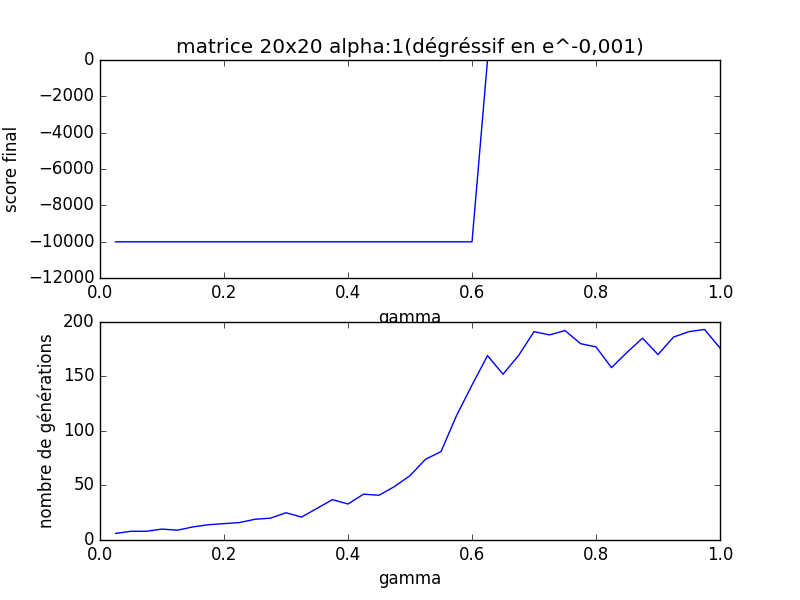 matrice 20x20 alpha:1(dégréssif en e^-0,001)
score final
0
−2000
−4000
−6000
−8000
−10000
−12000
0.0 0.2 0.4 0.6 0.8 1.0
gamma
nombre de générations
200
150
100
50
0
0.0 0.2 0.4 0.6 0.8 1.0
gamma